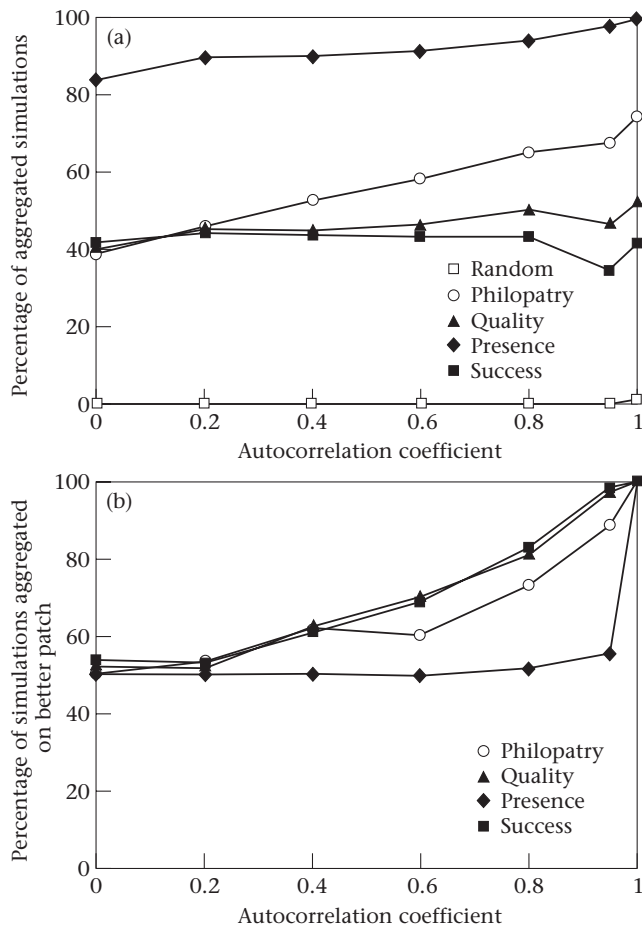 (a)
Percentage of aggregated simulations
100
80
60
40
20
0
Random
Philopatry
Quality
Presence
Success
0 0.2 0.4 0.6 0.8 1
Autocorrelation coefficient
(b)
Percentage of simulations aggregated
on better patch
100
80
60
40
20
0
Philopatry
Quality
Presence
Success
0 0.2 0.4 0.6 0.8 1
Autocorrelation coefficient